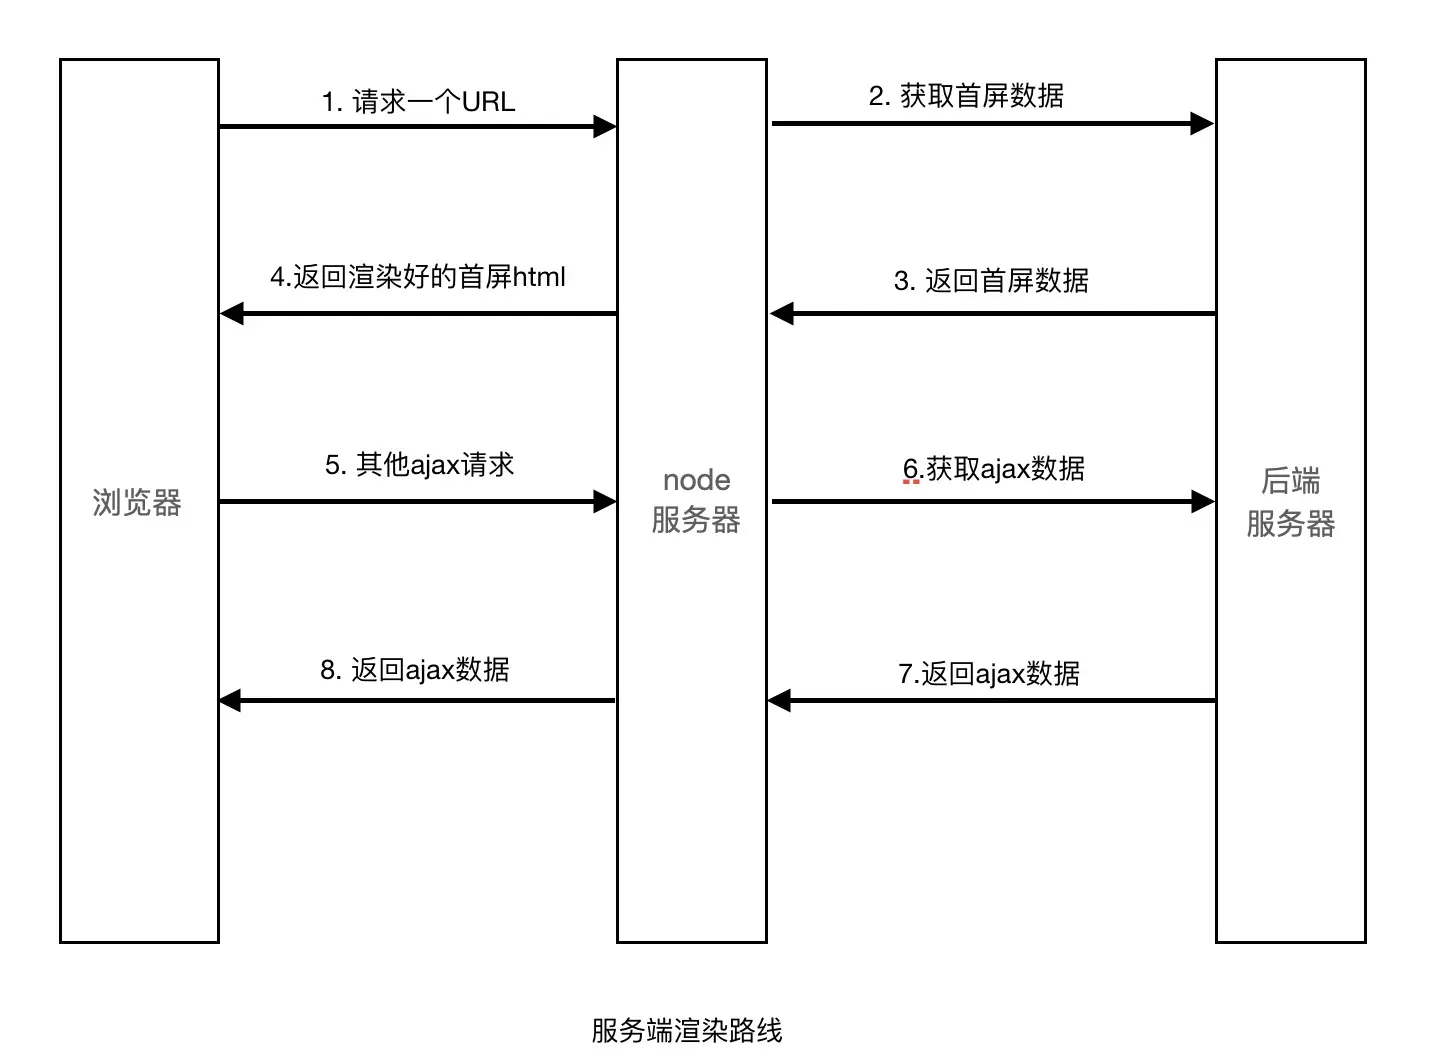 1. 请求一个URL
2. 获取首屏数据
4.返回渲染好的首屏html
3. 返回首屏数据
5. 其他ajax请求
6.获取ajax数据
浏览器
node
服务器
后端
服务器
8. 返回ajax数据
7.返回ajax数据
服务端渲染路线